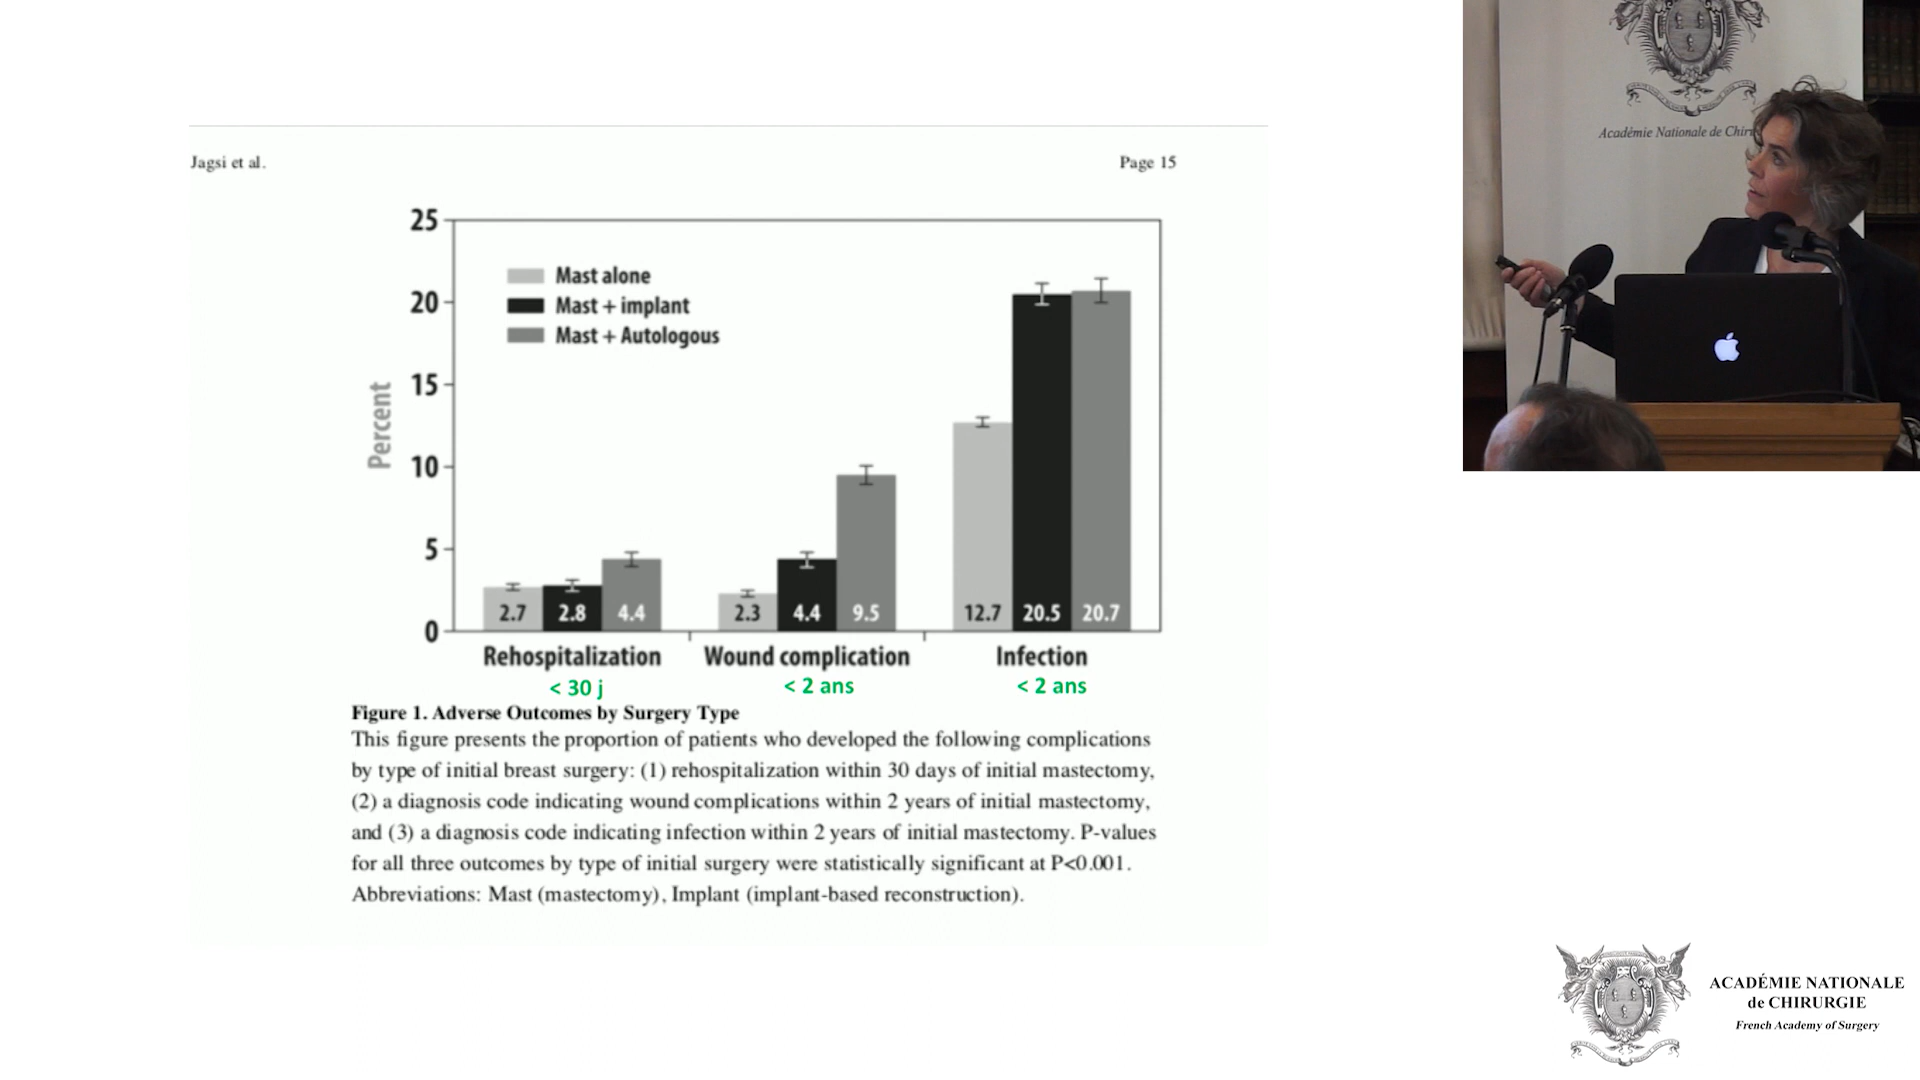 Jagsi et al.
Page 15
25
20
15
10
5
0
Percent
Mast alone
Mast + implant
Mast + Autologous
2.7
2.8
4.4
2.3
4.4
9.5
12.7
20.5
20.7
Rehospitalization
Wound complication
Infection
< 30 j
< 2 ans
< 2 ans
Figure 1. Adverse Outcomes by Surgery Type
This figure presents the proportion of patients who developed the following complications
by type of initial breast surgery: (1) rehospitalization within 30 days of initial mastectomy,
(2) a diagnosis code indicating wound complications within 2 years of initial mastectomy,
and (3) a diagnosis code indicating infection within 2 years of initial mastectomy. P-values
for all three outcomes by type of initial surgery were statistically significant at P<0.001.
Abbreviations: Mast (mastectomy), Implant (implant-based reconstruction).
Académie Nationale de Chir
ACADÉMIE NATIONALE
de CHIRURGIE
French Academy of Surgery